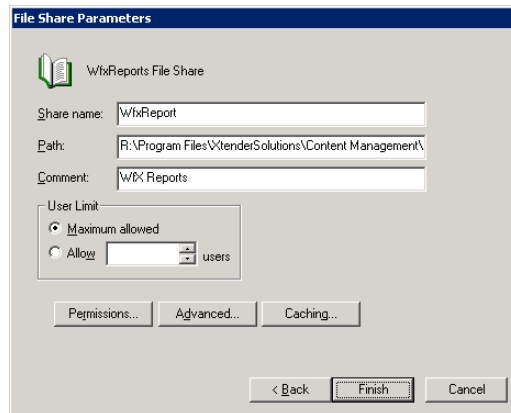 File Share Parameters
WfxReports File Share
Share name: WfxReport
Path: R:\Program Files\XtenderSolutions\Content Management\
Comment: WfX Reports
User Limit
Maximum allowed
Allow users
Permissions... Advanced... Caching...
< Back Finish Cancel